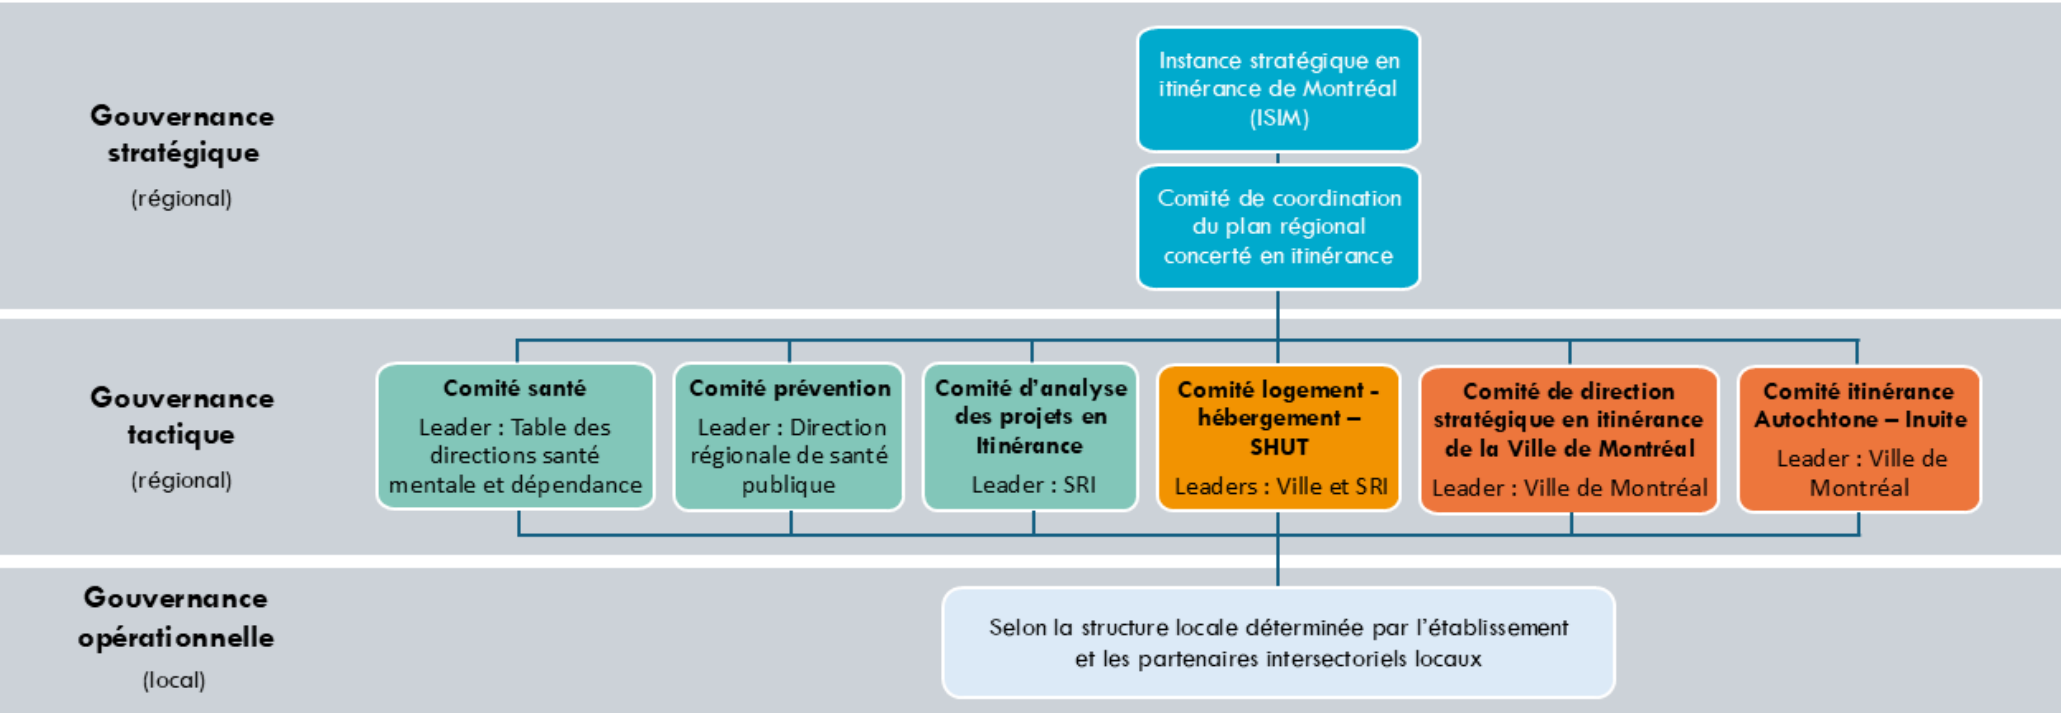 Gouvernance
stratégique
(régional)
Instance stratégique en
itinérance de Montréal
(ISIM)
Comité de coordination
du plan régional
concerté en itinérance
Gouvernance
tactique
(régional)
Comité santé
Leader : Table des
directions santé
mentale et dépendance
Comité prévention
Leader : Direction
régionale de santé
publique
Comité d'analyse
des projets en
Itinérance
Leader : SRI
Comité logement -
hébergement –
SHUT
Leaders : Ville et SRI
Comité de direction
stratégique en itinérance
de la Ville de Montréal
Leader : Ville de Montréal
Comité itinérance
Autochtone – Inuite
Leader : Ville de
Montréal
Gouvernance
opérationnelle
(local)
Selon la structure locale déterminée par l'établissement
et les partenaires intersectoriels locaux